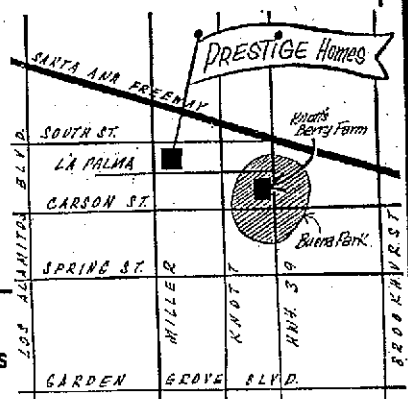 PRESTIGE Homes
SANTA ANA FREEWAY
Knott's
Berry Farm
SOUTH ST.
LA PALMA
CARSON ST.
Buena Park
SPRING ST.
LOS ALAMITOS BLVD.
MILLER
KNOTT
HWY. 39
BROOKHURST
GARDEN GROVE BLVD.
S